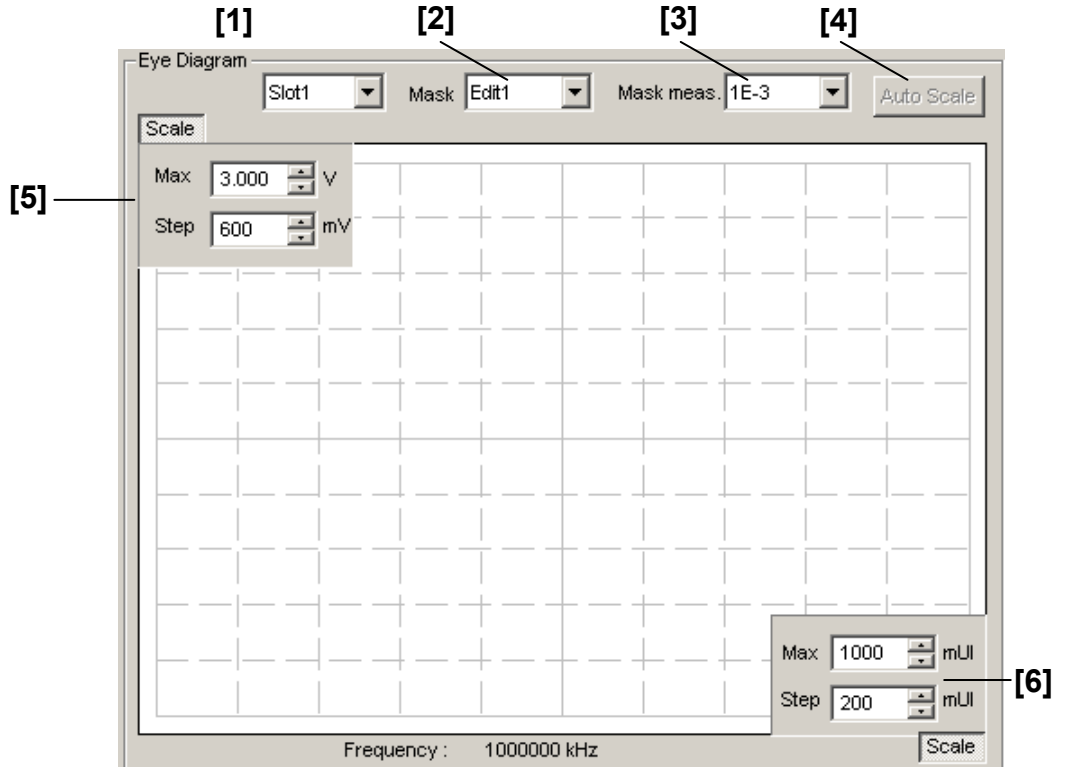 [1] [2] [3] [4]
Eye Diagram
Slot1 Mask Edit1 Mask meas. 1E-3 Auto Scale
Scale
Max 3.000 V
[5]
Step 600 mV
Max 1000 mUI
[6]
Step 200 mUI
Frequency : 1000000 kHz Scale